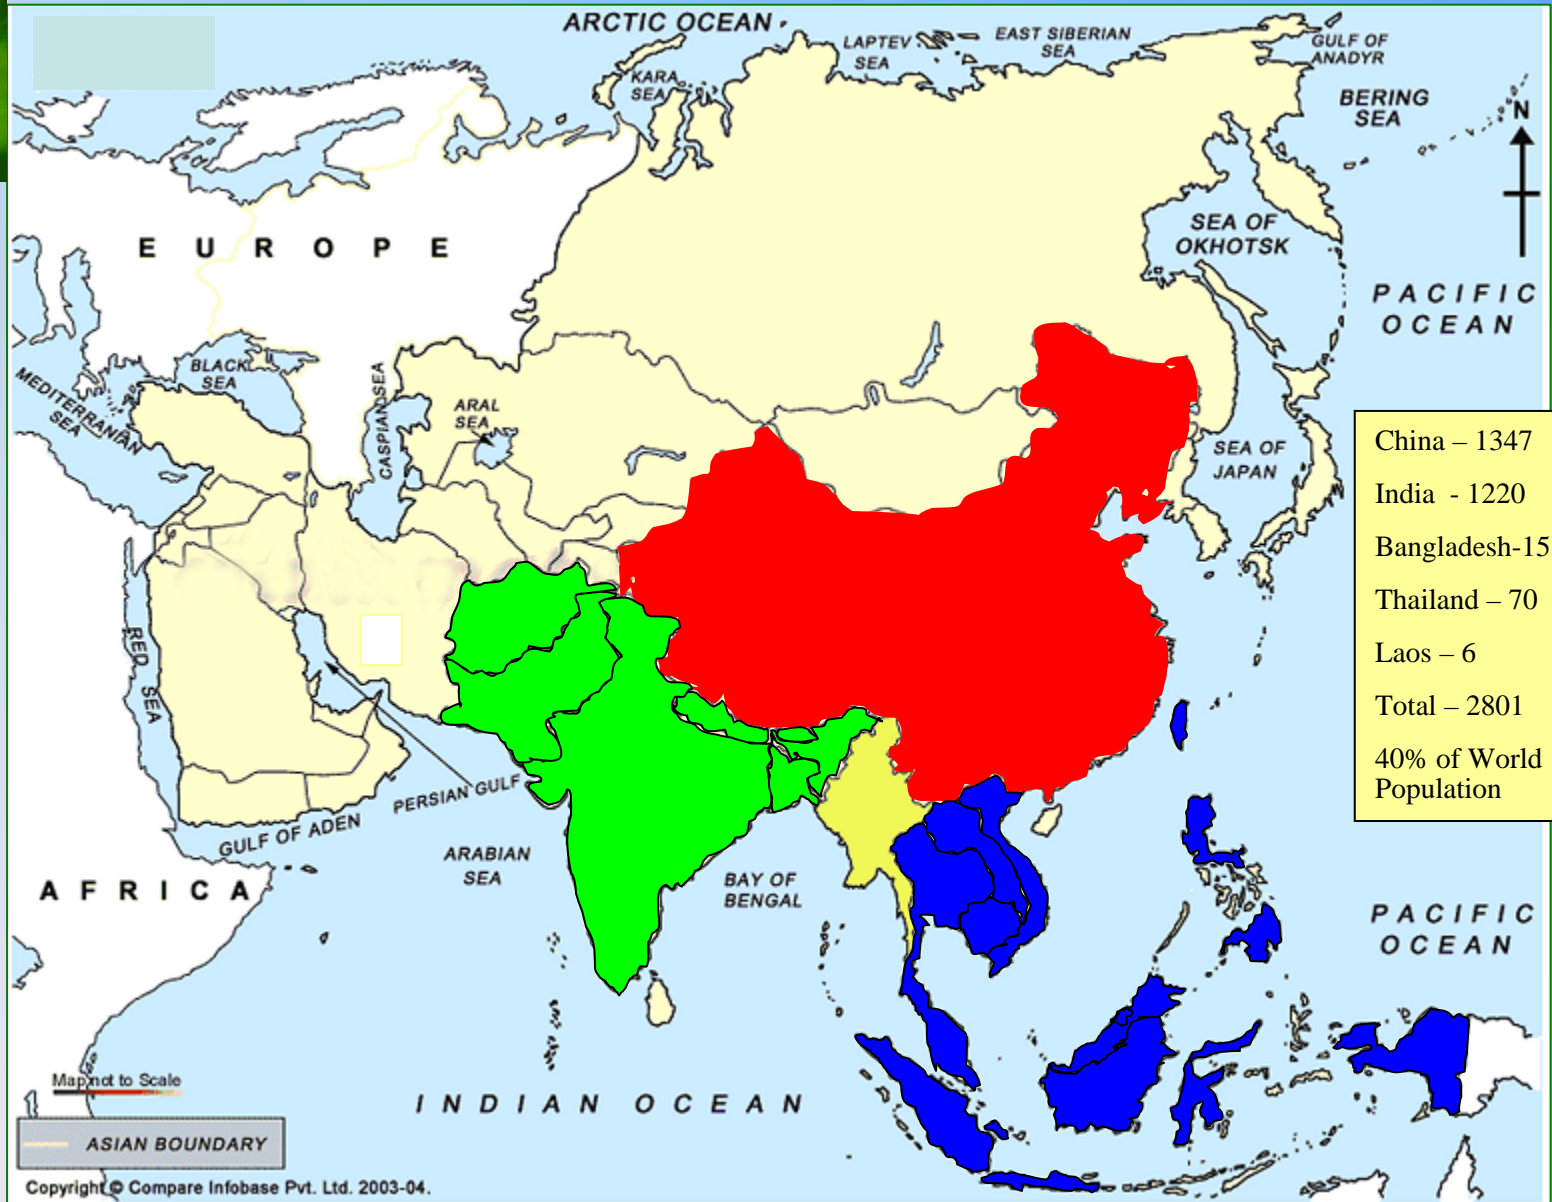 ARCTIC OCEAN
LAPTEV
SEA
EAST SIBERIAN
SEA
GULF OF
ANADYR
KARA
SEA
BERING
SEA
N
E U R O P E
SEA OF
OKHOTSK
PACIFIC
OCEAN
BLACK
SEA
MEDITERRANIAN
SEA
CASPIAN SEA
ARAL
SEA
SEA OF
JAPAN
China – 1347
India - 1220
Bangladesh-15
Thailand – 70
Laos – 6
Total – 2801
40% of World
Population
RED SEA
PERSIAN GULF
GULF OF ADEN
ARABIAN
SEA
BAY OF
BENGAL
A F R I C A
PACIFIC
OCEAN
Map not to Scale
INDIAN OCEAN
ASIAN BOUNDARY
Copyright © Compare Infobase Pvt. Ltd. 2003-04.